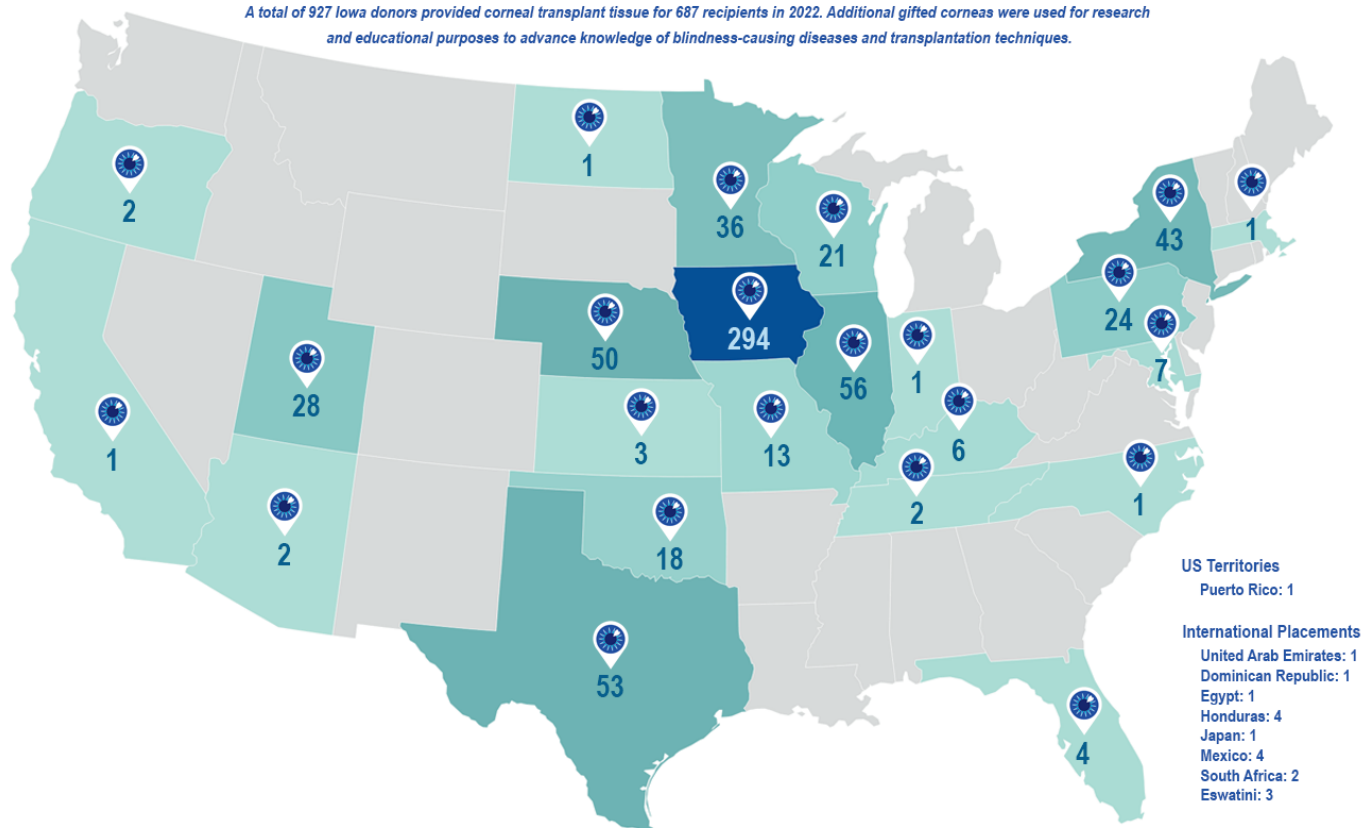 A total of 927 Iowa donors provided corneal transplant tissue for 687 recipients in 2022. Additional gifted corneas were used for research
and educational purposes to advance knowledge of blindness-causing diseases and transplantation techniques.
1
2
36
21
43
1
294
24
50
56
1
7
28
1
3
13
6
2
1
2
18
53
4
US Territories
Puerto Rico: 1
International Placements
United Arab Emirates: 1
Dominican Republic: 1
Egypt: 1
Honduras: 4
Japan: 1
Mexico: 4
South Africa: 2
Eswatini: 3